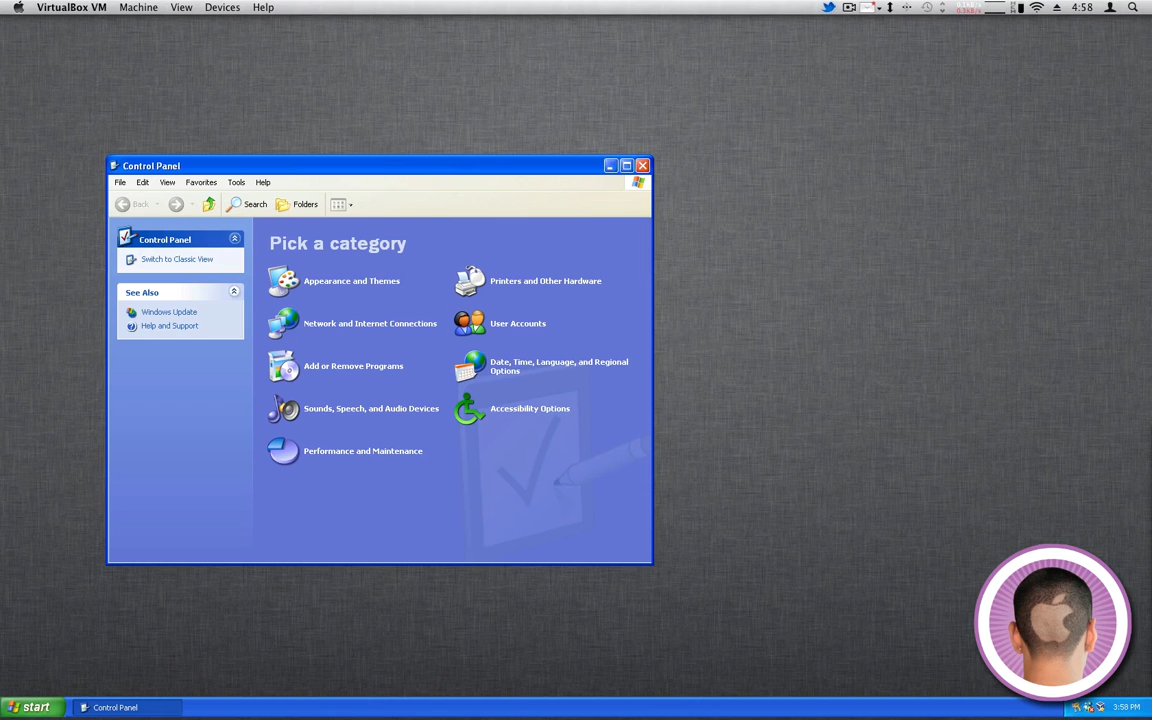 VirtualBox VM Machine View Devices Help 4:58
Control Panel
File Edit View Favorites Tools Help
Back Search Folders
Control Panel
Switch to Classic View
See Also
Windows Update
Help and Support
Pick a category
Appearance and Themes
Printers and Other Hardware
Network and Internet Connections
User Accounts
Add or Remove Programs
Date, Time, Language, and Regional
Options
Sounds, Speech, and Audio Devices
Accessibility Options
Performance and Maintenance
start Control Panel 3:58 PM